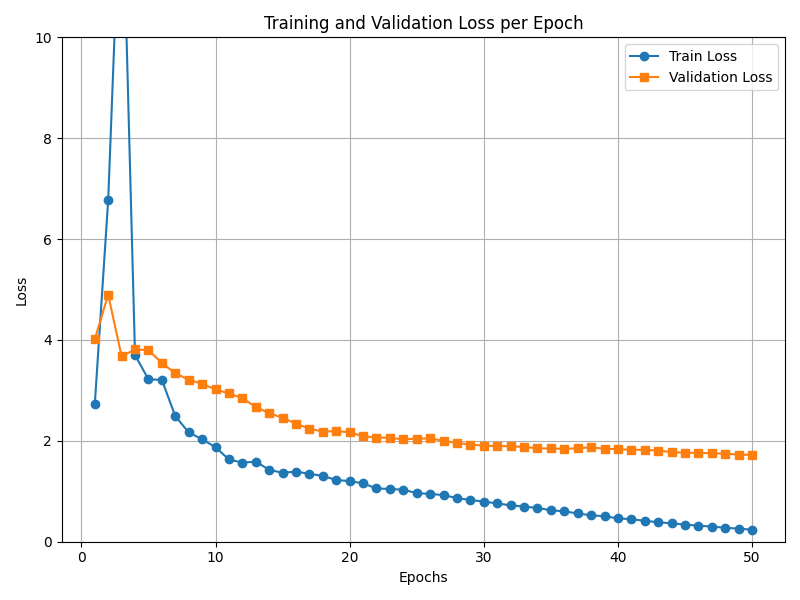 Training and Validation Loss per Epoch
Train Loss
Validation Loss
Loss
10
8
6
4
2
0
0 10 20 30 40 50
Epochs